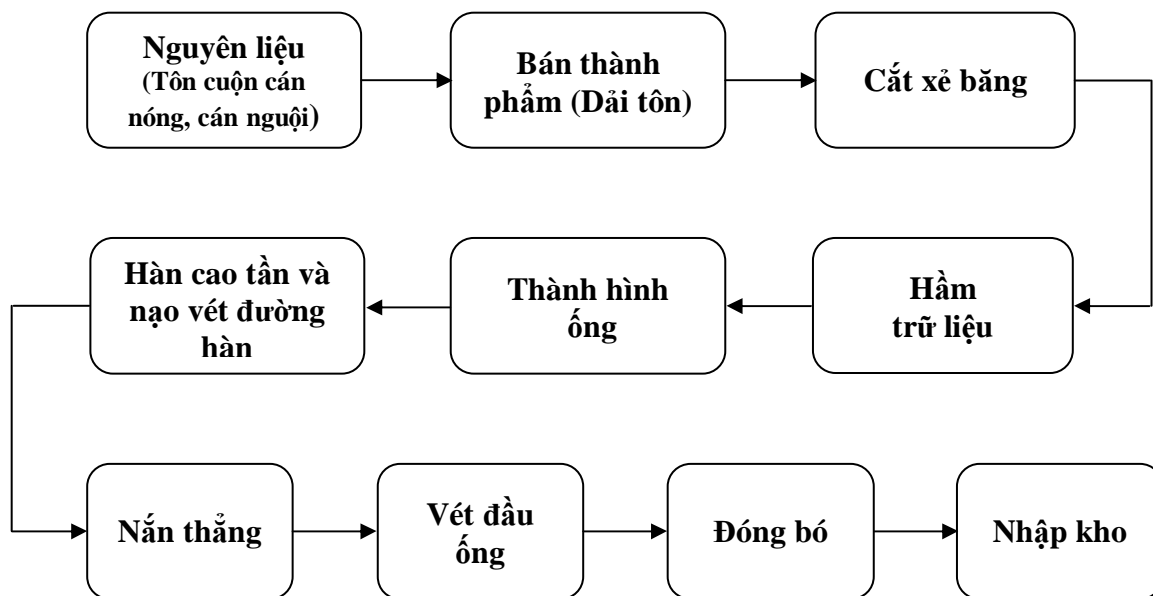 Nguyên liệu
(Tôn cuộn cán
nóng, cán nguội)
Bán thành
phẩm (Dải tôn)
Cắt xẻ băng
Hầm
trữ liệu
Thành hình
ống
Hàn cao tần và
nạo vét đường
hàn
Nắn thẳng
Vét đầu
ống
Đóng bó
Nhập kho